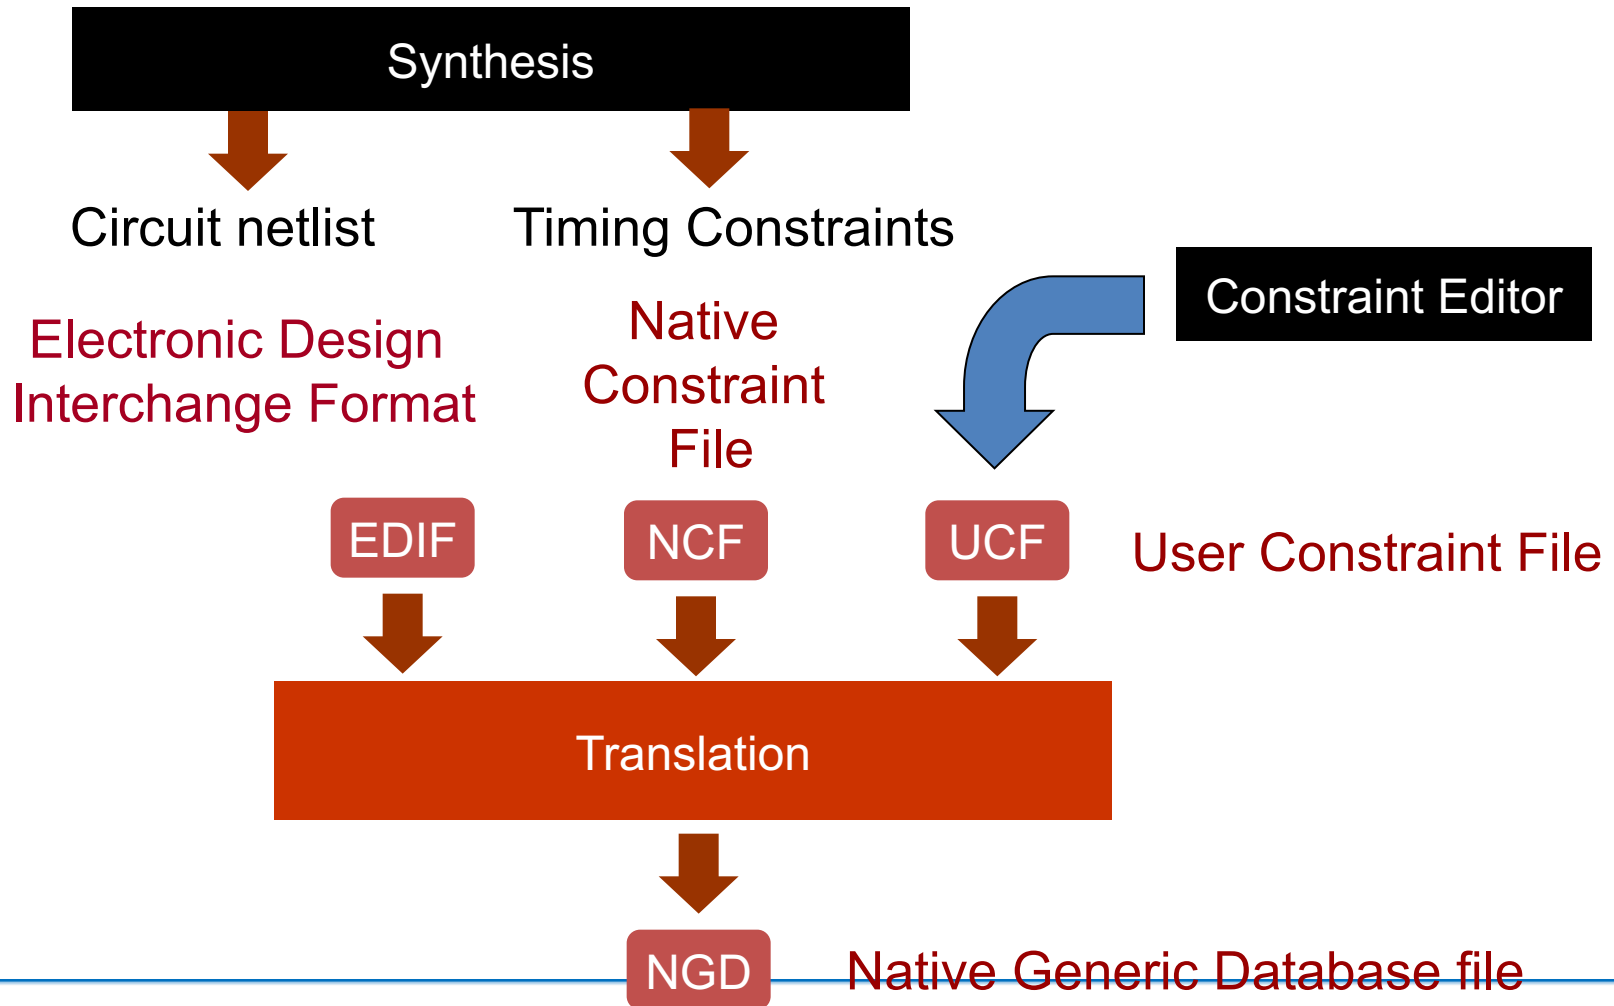 Synthesis
Circuit netlist
Timing Constraints
Constraint Editor
Electronic Design
Interchange Format
Native
Constraint
File
EDIF
NCF
UCF
User Constraint File
Translation
NGD
Native Generic Database file